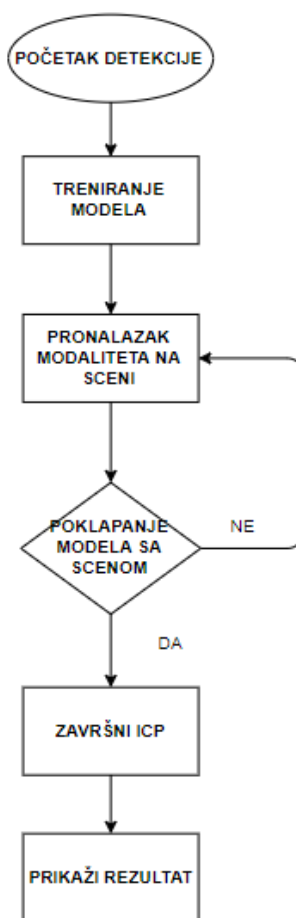 POČETAK DETEKCIJE
TRENIRANJE
MODELA
PRONALAZAK
MODALITETA NA
SCENI
POKLAPANJE
MODELA SA
SCENOM
NE
DA
ZAVRŠNI ICP
PRIKAŽI REZULTAT